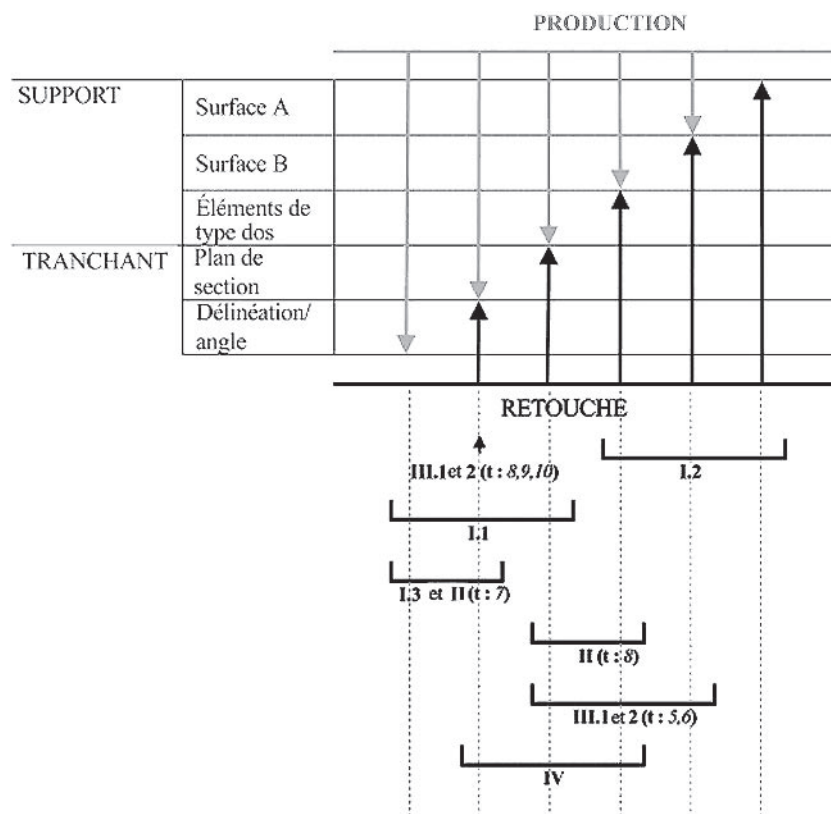 PRODUCTION
SUPPORT
Surface A
Surface B
Éléments de
type dos
TRANCHANT
Plan de
section
Délinéation/
angle
RETOUCHE
III.1 et 2 (t : 8,9,10)
I.2
I.1
I.3 et II (t : 7)
II (t : 8)
III.1 et 2 (t : 5,6)
IV